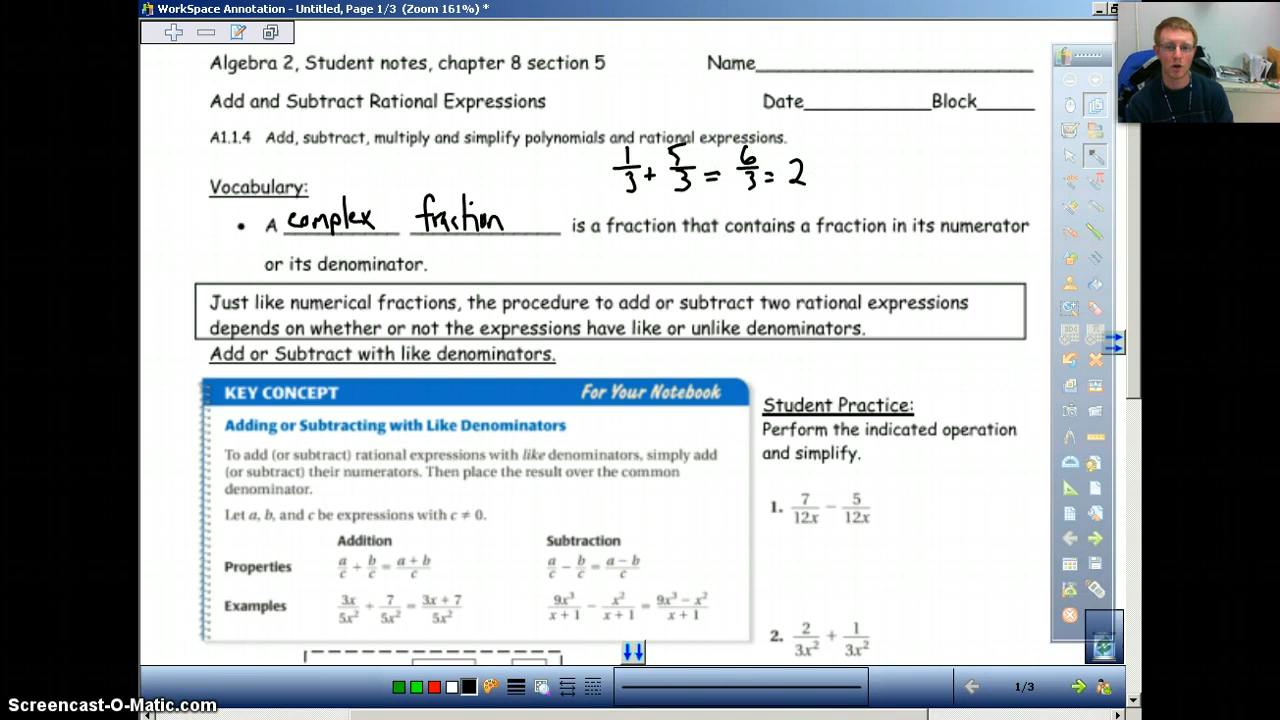 WorkSpace Annotation - Untitled, Page 1/3 (Zoom 161%) *
Algebra 2, Student notes, chapter 8 section 5 Name
Add and Subtract Rational Expressions Date Block
A1.1.4 Add, subtract, multiply and simplify polynomials and rational expressions.
1/3 + 5/3 = 6/3 = 2
Vocabulary:
• A complex fraction is a fraction that contains a fraction in its numerator
or its denominator.
Just like numerical fractions, the procedure to add or subtract two rational expressions
depends on whether or not the expressions have like or unlike denominators.
Add or Subtract with like denominators.
KEY CONCEPT For Your Notebook
Adding or Subtracting with Like Denominators
To add (or subtract) rational expressions with like denominators, simply add
(or subtract) their numerators. Then place the result over the common
denominator.
Let a, b, and c be expressions with c ≠ 0.
Addition Subtraction
Properties a/c + b/c = a + b/c a/c - b/c = a - b/c
Examples 3x/5x² + 7/5x² = 3x + 7/5x² 9x³/x + 1 - x²/x + 1 = 9x³ - x²/x + 1
Student Practice:
Perform the indicated operation
and simplify.
1. 7/12x - 5/12x
2. 2/3x² + 1/3x²
1/3
Screencast-O-Matic.com